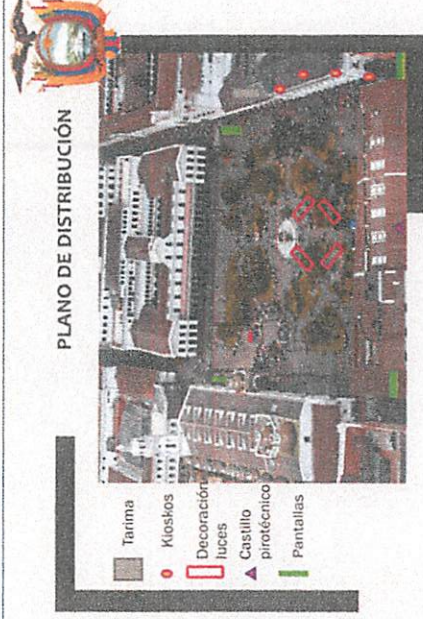 PLANO DE DISTRIBUCIÓN
Tarima
Kioskos
Decoración
luces
Castillo
pirotécnico
Pantallas